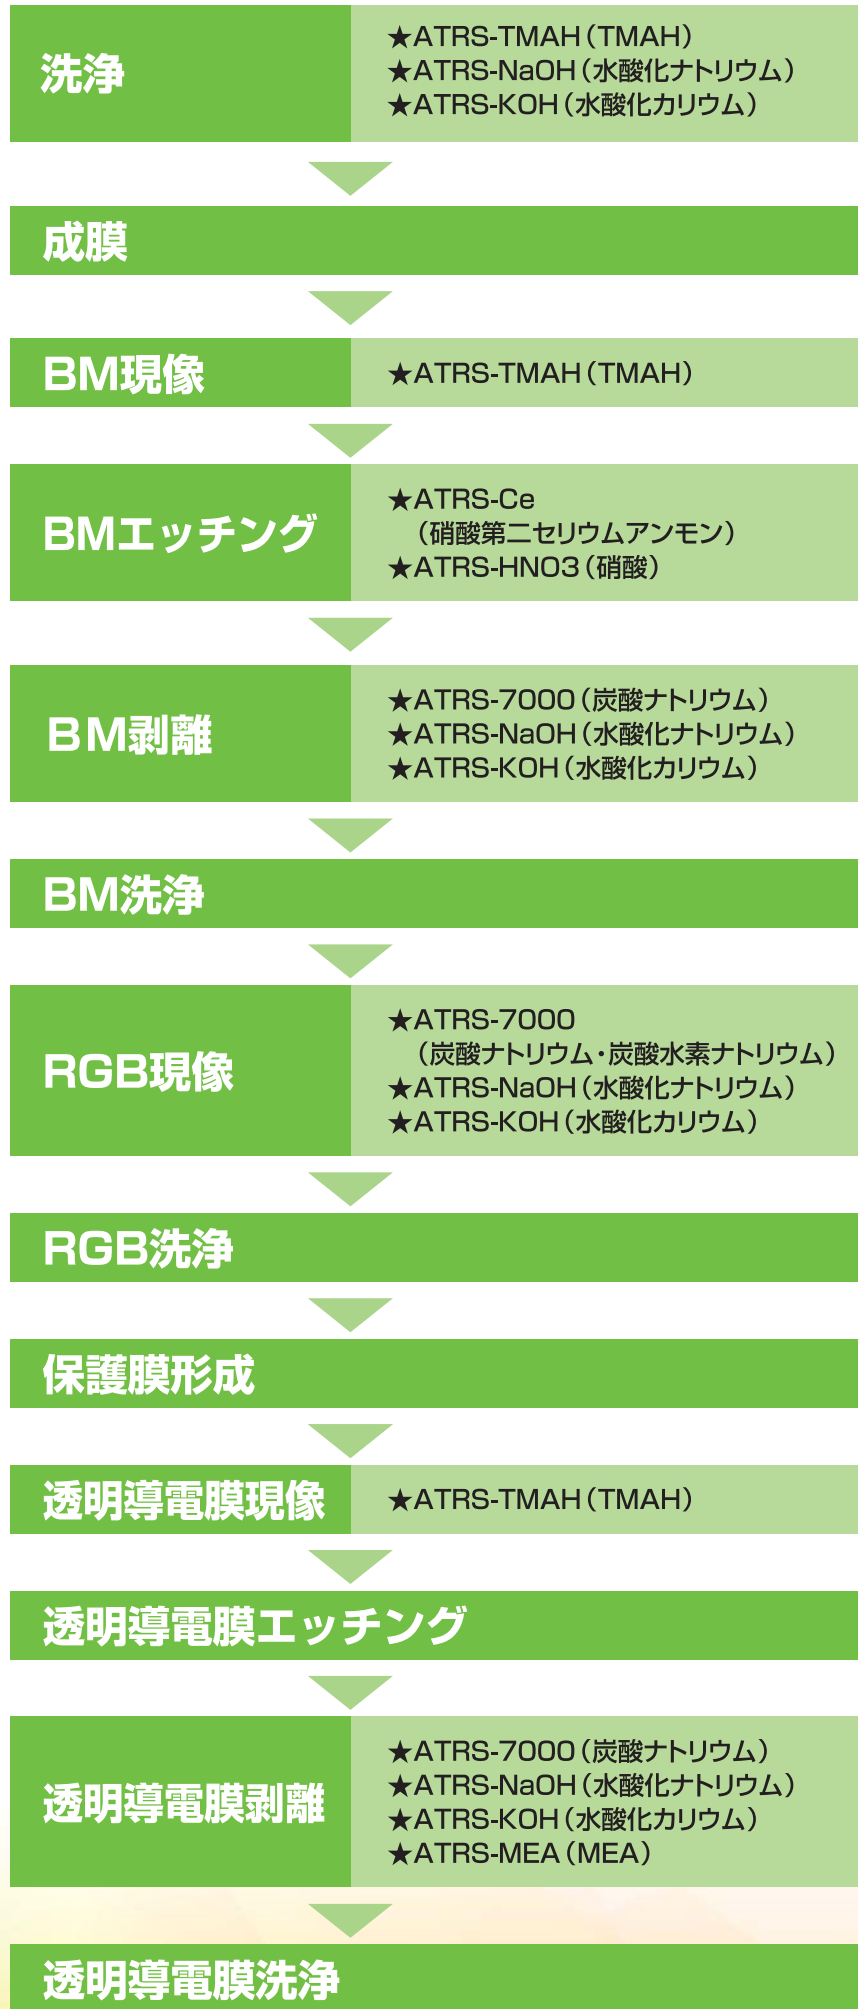 洗浄
★ATRS-TMAH（TMAH）
★ATRS-NaOH（水酸化ナトリウム）
★ATRS-KOH（水酸化カリウム）
成膜
BM現像
★ATRS-TMAH（TMAH）
BMエッチング
★ATRS-Ce
（硝酸第二セリウムアンモン）
★ATRS-HNO3（硝酸）
BM剥離
★ATRS-7000（炭酸ナトリウム）
★ATRS-NaOH（水酸化ナトリウム）
★ATRS-KOH（水酸化カリウム）
BM洗浄
RGB現像
★ATRS-7000
（炭酸ナトリウム・炭酸水素ナトリウム）
★ATRS-NaOH（水酸化ナトリウム）
★ATRS-KOH（水酸化カリウム）
RGB洗浄
保護膜形成
透明導電膜現像
★ATRS-TMAH（TMAH）
透明導電膜エッチング
透明導電膜剥離
★ATRS-7000（炭酸ナトリウム）
★ATRS-NaOH（水酸化ナトリウム）
★ATRS-KOH（水酸化カリウム）
★ATRS-MEA（MEA）
透明導電膜洗浄